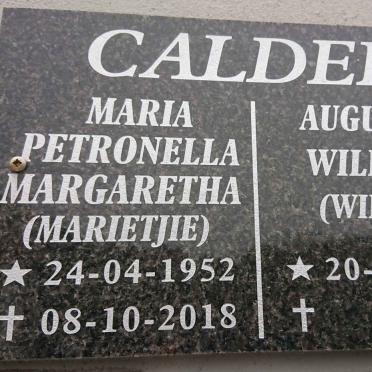 CALDE
MARIA
PETRONELLA
MARGARETHA
(MARIETJIE)
★ 24-04-1952
✝ 08-10-2018
AUGU
WIL
(WI
★ 20-
✝